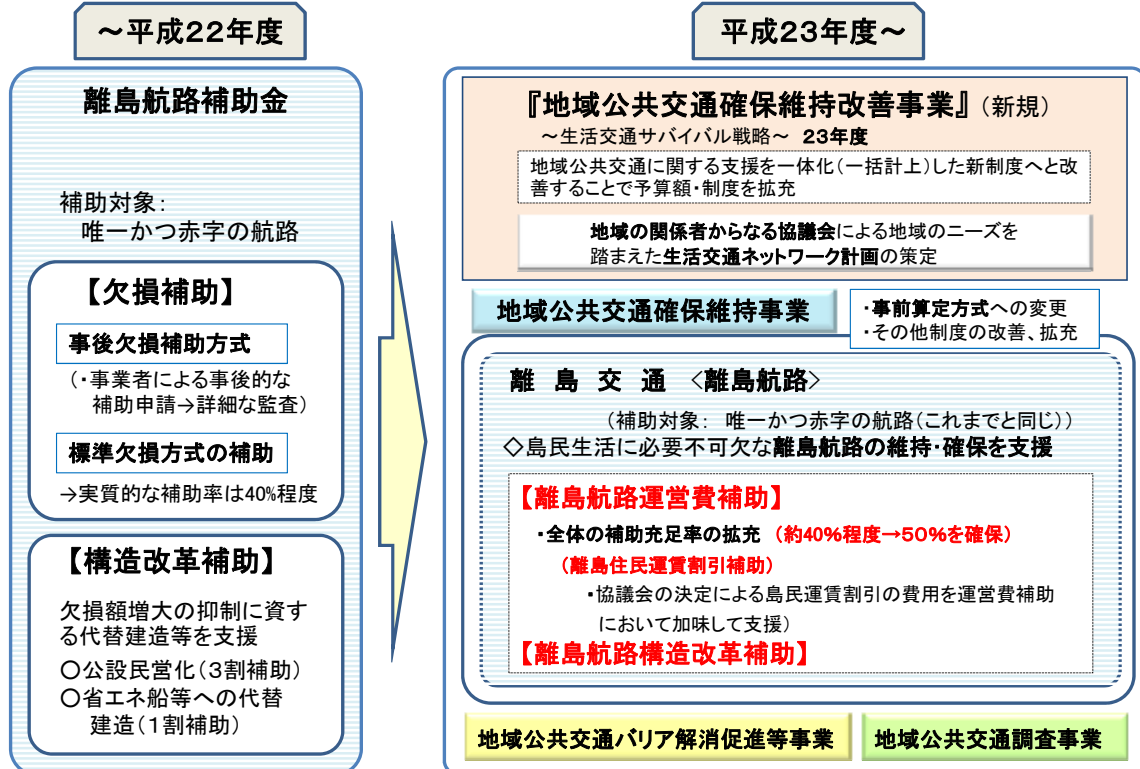 ～平成22年度
離島航路補助金
補助対象：
唯一かつ赤字の航路
【欠損補助】
事後欠損補助方式
（・事業者による事後的な
補助申請→詳細な監査）
標準欠損方式の補助
→実質的な補助率は40%程度
【構造改革補助】
欠損額増大の抑制に資す
る代替建造等を支援
○公設民営化（３割補助）
○省エネ船等への代替
建造（１割補助）
平成23年度～
『地域公共交通確保維持改善事業』（新規）
～生活交通サバイバル戦略～ 23年度
地域公共交通に関する支援を一体化（一括計上）した新制度へと改
善することで予算額・制度を拡充
地域の関係者からなる協議会による地域のニーズを
踏まえた生活交通ネットワーク計画の策定
地域公共交通確保維持事業
・事前算定方式への変更
・その他制度の改善、拡充
離島交通 〈離島航路〉
（補助対象： 唯一かつ赤字の航路（これまでと同じ））
◇島民生活に必要不可欠な離島航路の維持・確保を支援
【離島航路運営費補助】
・全体の補助充足率の拡充 （約40%程度→50%を確保）
（離島住民運賃割引補助）
・協議会の決定による島民運賃割引の費用を運営費補助
において加味して支援）
【離島航路構造改革補助】
地域公共交通バリア解消促進等事業
地域公共交通調査事業